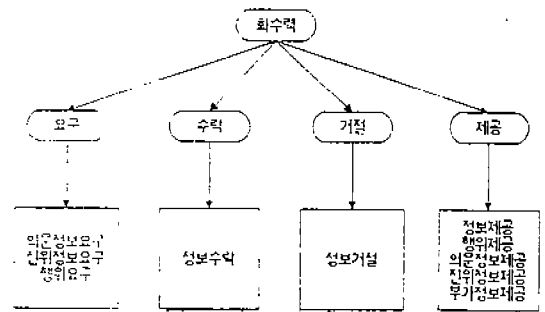 화수력
요구
수락
거절
제공
의문정보요구
진위정보요구
행위요구
정보수락
정보거절
정보제공
행위제공
의문정보제공
진위정보제공
부가정보제공